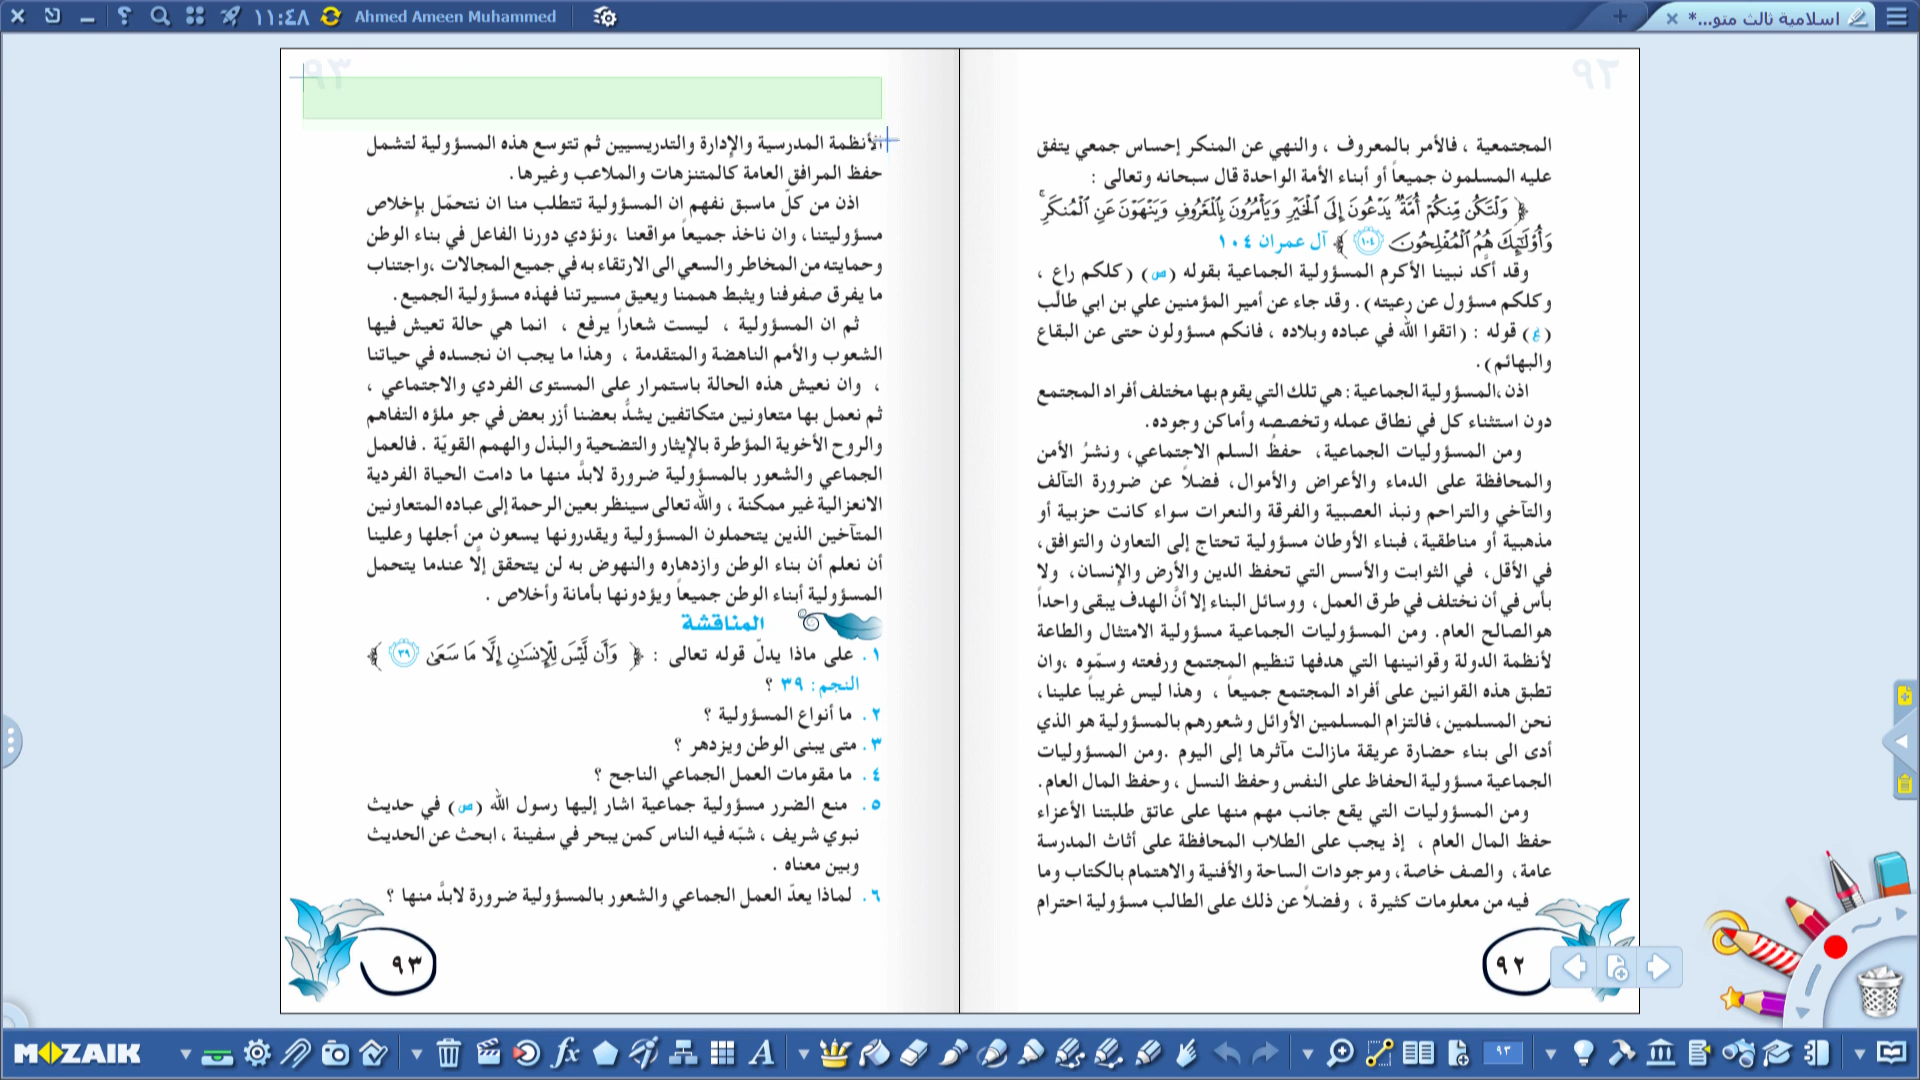 اسلامية ثالث متو...*
Ahmed Ameen Muhammed
١١:٤٨
٩٢
المجتمعية ، فالأمر بالمعروف ، والنهي عن المنكر إحساس جمعي يتفق
عليه المسلمون جميعاً أو أبناء الأمة الواحدة قال سبحانه وتعالى :
﴿ وَلْتَكُن مِّنكُمْ أُمَّةٌ يَدْعُونَ إِلَى الْخَيْرِ وَيَأْمُرُونَ بِالْمَعْرُوفِ وَيَنْهَوْنَ عَنِ الْمُنكَرِ ۚ
وَأُوْلَٰٓئِكَ هُمُ الْمُفْلِحُونَ ١٠٤ ﴾ آل عمران ١٠٤
وقد أكَّد نبينا الأكرم المسؤولية الجماعية بقوله (ص) (كلكم راعٍ ،
وكلكم مسؤول عن رعيته). وقد جاء عن أمير المؤمنين علي بن ابي طالب
(ع) قوله : (اتقوا الله في عباده وبلاده ، فانكم مسؤولون حتى عن البقاع
والبهائم).
اذن ،المسؤولية الجماعية: هي تلك التي يقوم بها مختلف أفراد المجتمع
دون استثناء كل في نطاق عمله وتخصصه وأماكن وجوده.
ومن المسؤوليات الجماعية، حفظُ السلم الاجتماعي، ونشرُ الأمن
والمحافظة على الدماء والأعراض والأموال، فضلاً عن ضرورة التآلف
والتآخي والتراحم ونبذ العصبية والفرقة والنعرات سواء كانت حزبية أو
مذهبية أو مناطقية، فبناء الأوطان مسؤولية تحتاج إلى التعاون والتوافق،
في الأقل، في الثوابت والأسس التي تحفظ الدين والأرض والإنسان، ولا
بأس في أن نختلف في طرق العمل، ووسائل البناء إلا أنَّ الهدف يبقى واحداً
هوالصالح العام. ومن المسؤوليات الجماعية مسؤولية الامتثال والطاعة
لأنظمة الدولة وقوانينها التي هدفها تنظيم المجتمع ورفعته وسمّوه ،وان
تطبق هذه القوانين على أفراد المجتمع جميعاً ، وهذا ليس غريباً علينا،
نحن المسلمين، فالتزام المسلمين الأوائل وشعورهم بالمسؤولية هو الذي
أدى الى بناء حضارة عريقة مازالت مآثرها إلى اليوم .ومن المسؤوليات
الجماعية مسؤولية الحفاظ على النفس وحفظ النسل ، وحفظ المال العام.
ومن المسؤوليات التي يقع جانب مهم منها على عاتق طلبتنا الأعزاء
حفظ المال العام ، إذ يجب على الطلاب المحافظة على أثاث المدرسة
عامة، والصف خاصة، وموجودات الساحة والأفنية والاهتمام بالكتاب وما
فيه من معلومات كثيرة ، وفضلاً عن ذلك على الطالب مسؤولية احترام
٩٢
٩٣
الأنظمة المدرسية والإدارة والتدريسيين ثم تتوسع هذه المسؤولية لتشمل
حفظ المرافق العامة كالمتنزهات والملاعب وغيرها.
اذن من كلّ ماسبق نفهم ان المسؤولية تتطلب منا ان نتحمّل بإخلاص
مسؤوليتنا، وان ناخذ جميعاً مواقعنا ،ونؤدي دورنا الفاعل في بناء الوطن
وحمايته من المخاطر والسعي الى الارتقاء به في جميع المجالات ،واجتناب
ما يفرق صفوفنا ويثبط هممنا ويعيق مسيرتنا فهذه مسؤولية الجميع.
ثم ان المسؤولية ، ليست شعاراً يرفع ، انما هي حالة تعيش فيها
الشعوب والأمم الناهضة والمتقدمة ، وهذا ما يجب ان نجسده في حياتنا
، وان نعيش هذه الحالة باستمرار على المستوى الفردي والاجتماعي ،
ثم نعمل بها متعاونين متكاتفين يشدُّ بعضنا أزر بعض في جو ملؤه التفاهم
والروح الأخوية المؤطرة بالإيثار والتضحية والبذل والهمم القويّة . فالعمل
الجماعي والشعور بالمسؤولية ضرورة لابدَّ منها ما دامت الحياة الفردية
الانعزالية غير ممكنة ، والله تعالى سينظر بعين الرحمة إلى عباده المتعاونين
المتآخين الذين يتحملون المسؤولية ويقدرونها يسعون من أجلها وعلينا
أن نعلم أن بناء الوطن وازدهاره والنهوض به لن يتحقق إلّا عندما يتحمل
المسؤولية أبناء الوطن جميعاً ويؤدونها بأمانة وأخلاص .
المناقشة
١. على ماذا يدلّ قوله تعالى : ﴿ وَأَن لَّيْسَ لِلْإِنسَٰنِ إِلَّا مَا سَعَىٰ ٣٩ ﴾
النجم: ٣٩ ؟
٢. ما أنواع المسؤولية ؟
٣. متى يبنى الوطن ويزدهر ؟
٤. ما مقومات العمل الجماعي الناجح ؟
٥. منع الضرر مسؤولية جماعية اشار إليها رسول الله (ص) في حديث
نبوي شريف ، شبّه فيه الناس كمن يبحر في سفينة ، ابحث عن الحديث
وبين معناه .
٦. لماذا يعدّ العمل الجماعي والشعور بالمسؤولية ضرورة لابدَّ منها ؟
٩٣
MOZAIK
٩٣